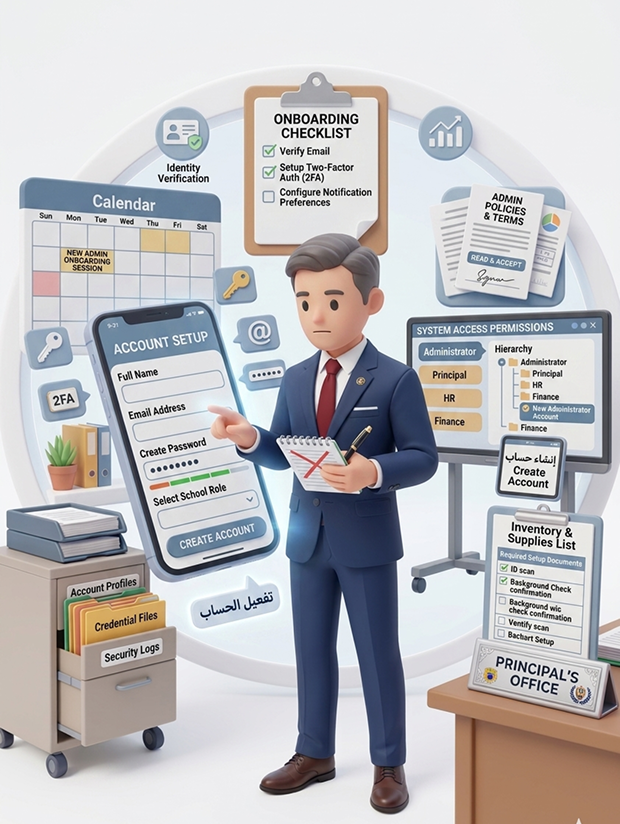 ONBOARDING
CHECKLIST
Verify Email
Setup Two-Factor
Auth (2FA)
Configure Notification
Preferences
Identity
Verification
Calendar
Sun Mon Tue Wed Thu Fri Sat
NEW ADMIN
ONBOARDING
SESSION
ADMIN
POLICIES
& TERMS
READ & ACCEPT
9:21
ACCOUNT SETUP
Full Name
Email Address
Create Password
Select School Role
CREATE ACCOUNT
@
2FA
SYSTEM ACCESS PERMISSIONS
Administrator
Principal
HR
Finance
Hierarchy
Administrator
Principal
HR
Finance
New Administrator
Account
Finance
إنشاء حساب
Create
Account
تفعيل الحساب
Account Profiles
Credential Files
Security Logs
Inventory &
Supplies List
Required Setup Documents
ID scan
Basground Check
confirmation
Background wic
check confirmation
Ventify scan
Bachart Setup
PRINCIPAL'S
OFFICE